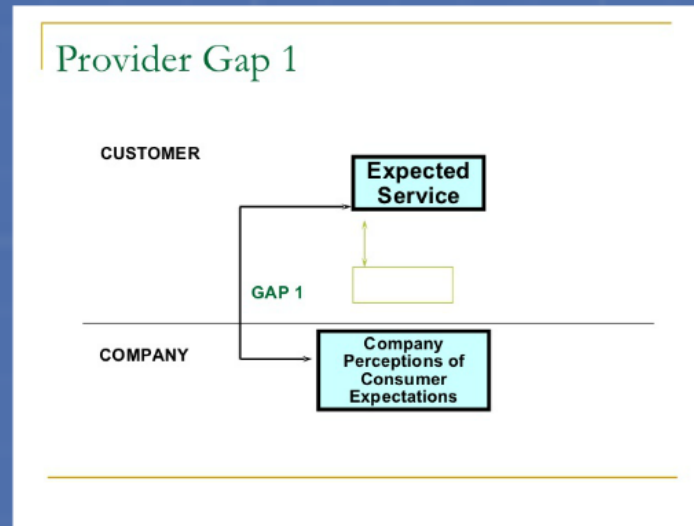 Provider Gap 1
CUSTOMER
Expected
Service
GAP 1
COMPANY
Company
Perceptions of
Consumer
Expectations